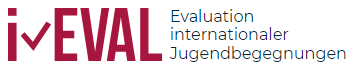 i-EVAL
Evaluation
internationaler
Jugendbegegnungen